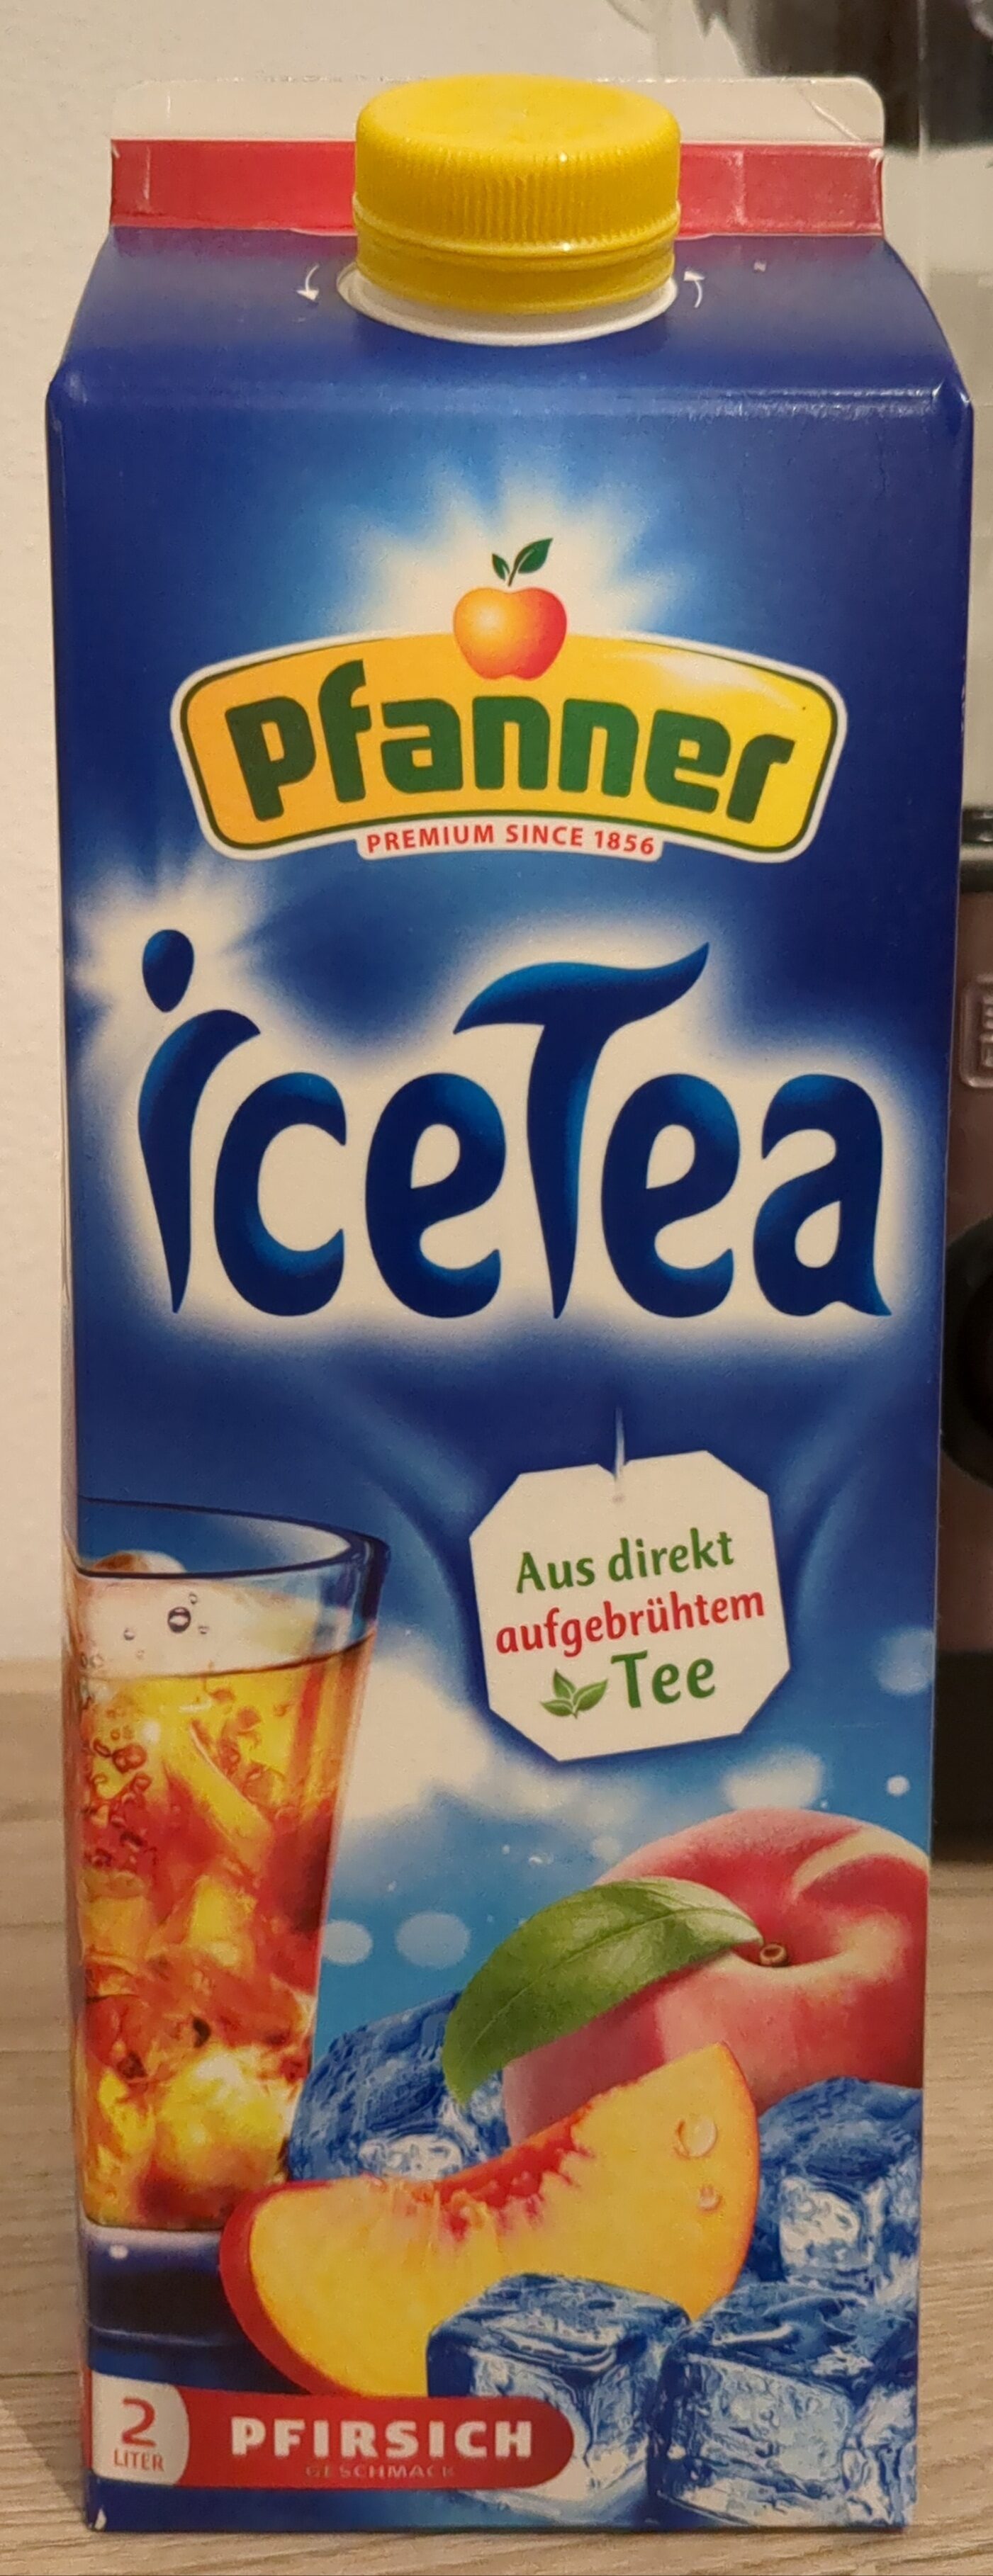 Pfanner
PREMIUM SINCE 1856
iceTea
Aus direkt
aufgebrühtem
Tee
2
LITER
PFIRSICH
GESCHMACK